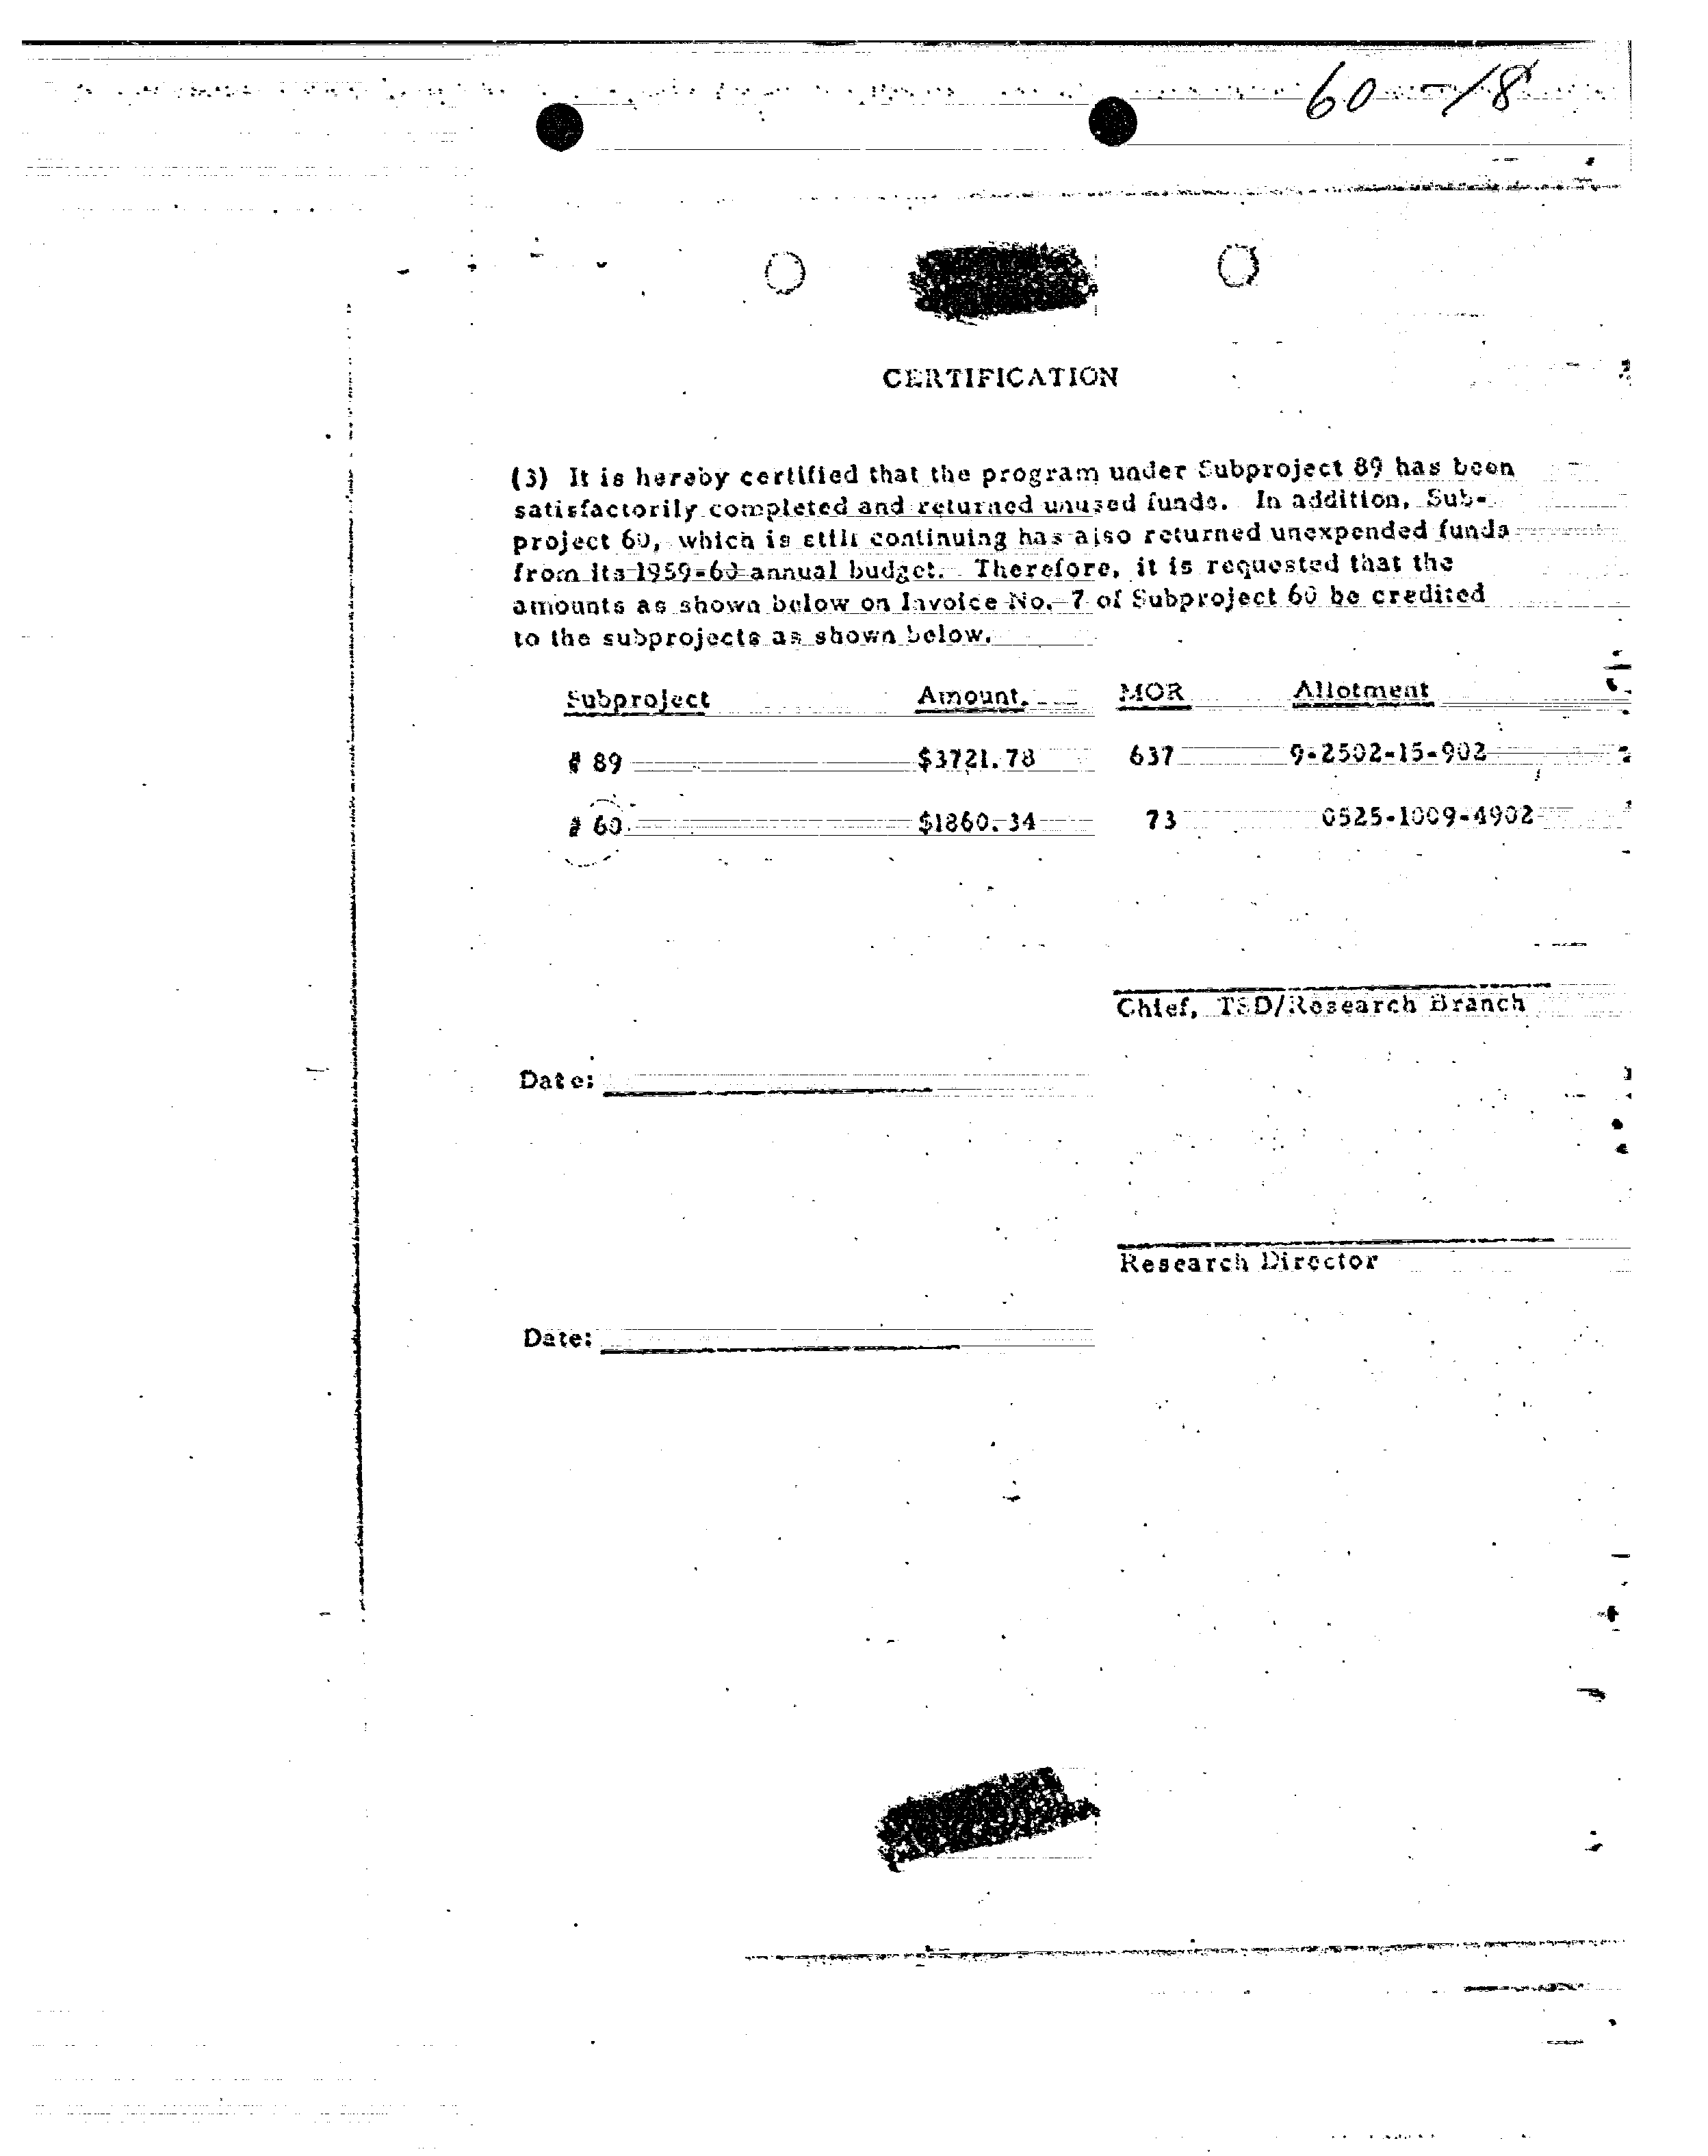 60-18
CERTIFICATION
(3) It is hereby certified that the program under Subproject 89 has been
satisfactorily completed and returned unused funds. In addition, Sub-
project 60, which is still continuing has also returned unexpended funds
from its 1959-60 annual budget. Therefore, it is requested that the
amounts as shown below on Invoice No. 7 of Subproject 60 be credited
to the subprojects as shown below.
Subproject Amount MOR Allotment
# 89 $3721.78 637 9-2502-15-902
# 60 $1860.34 73 0525-1009-4902
Chief, TSD/Research Branch
Date:
Research Director
Date: